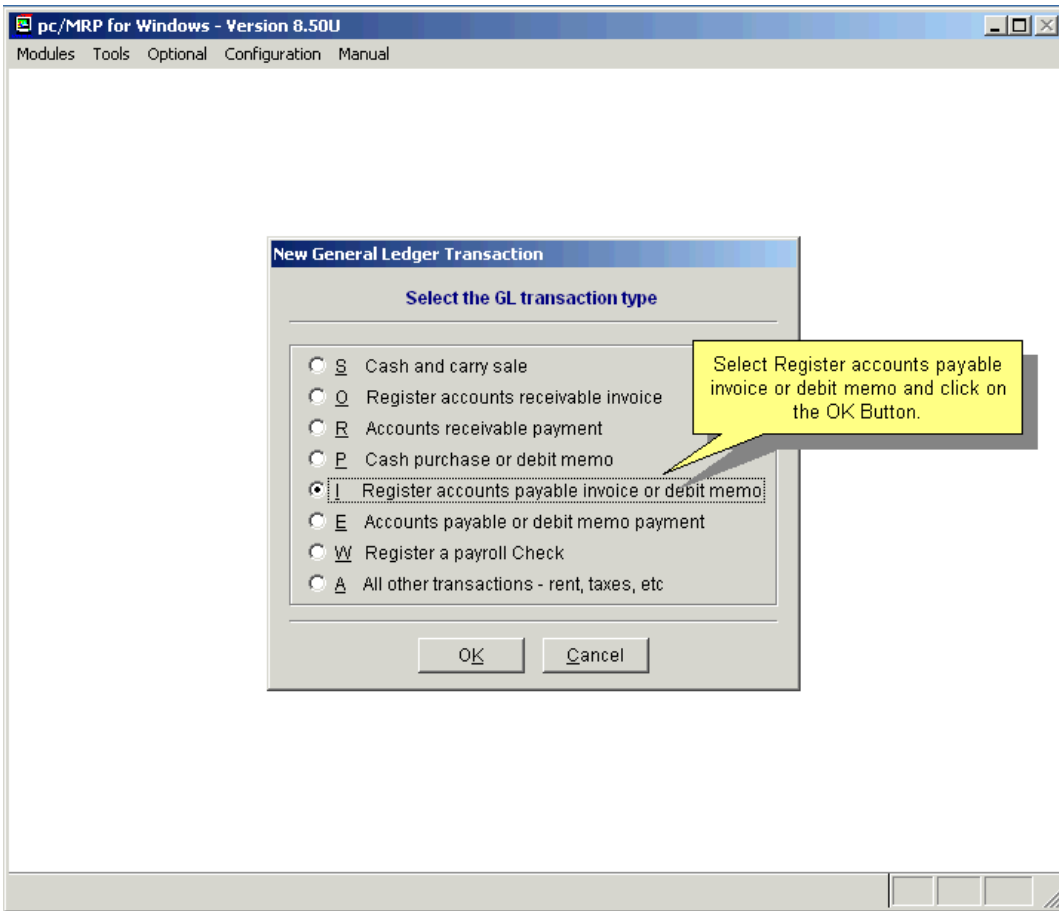 pc/MRP for Windows - Version 8.50U
Modules Tools Optional Configuration Manual
New General Ledger Transaction
Select the GL transaction type
S Cash and carry sale
O Register accounts receivable invoice
R Accounts receivable payment
P Cash purchase or debit memo
I Register accounts payable invoice or debit memo
E Accounts payable or debit memo payment
W Register a payroll Check
A All other transactions - rent, taxes, etc
Select Register accounts payable
invoice or debit memo and click on
the OK Button.
OK Cancel